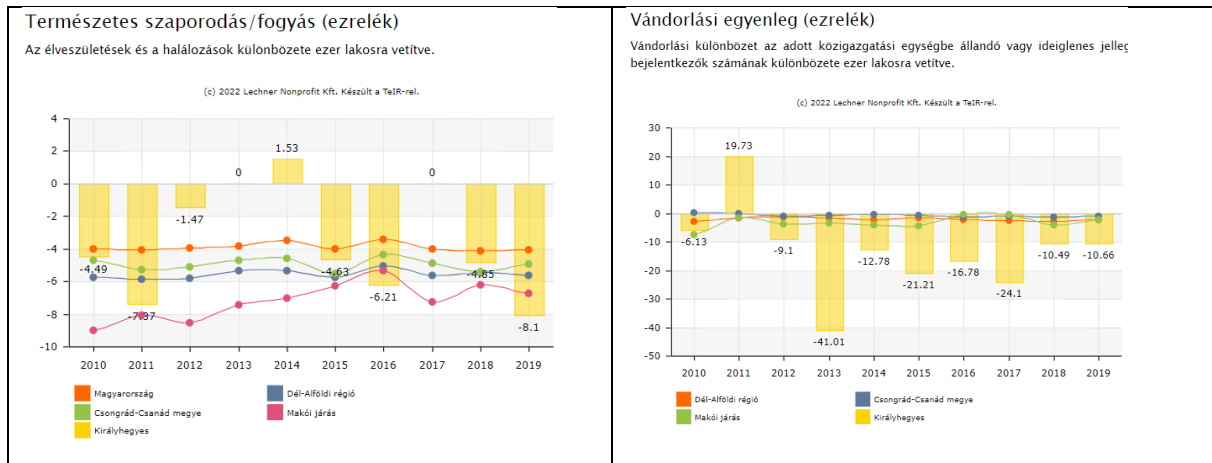 Természetes szaporodás/fogyás (ezrelék)
Az élveszületések és a halálozások különbözete ezer lakosra vetítve.
(c) 2022 Lechner Nonprofit Kft. Készült a TeIR-rel.
4
2
0
-2
-4
-6
-8
-10
-4.49
-7.37
-1.47
0
1.53
-4.63
-6.21
0
-4.85
-8.1
2010 2011 2012 2013 2014 2015 2016 2017 2018 2019
Magyarország
Dél-Alföldi régió
Csongrád-Csanád megye
Makói járás
Királyhegyes
Vándorlási egyenleg (ezrelék)
Vándorlási különbözet az adott közigazgatási egységbe állandó vagy ideiglenes jelleg
bejelentkezők számának különbözete ezer lakosra vetítve.
(c) 2022 Lechner Nonprofit Kft. Készült a TeIR-rel.
30
20
10
0
-10
-20
-30
-40
-50
-6.13
19.73
-9.1
-41.01
-12.78
-21.21
-16.78
-24.1
-10.49
-10.66
2010 2011 2012 2013 2014 2015 2016 2017 2018 2019
Dél-Alföldi régió
Csongrád-Csanád megye
Makói járás
Királyhegyes